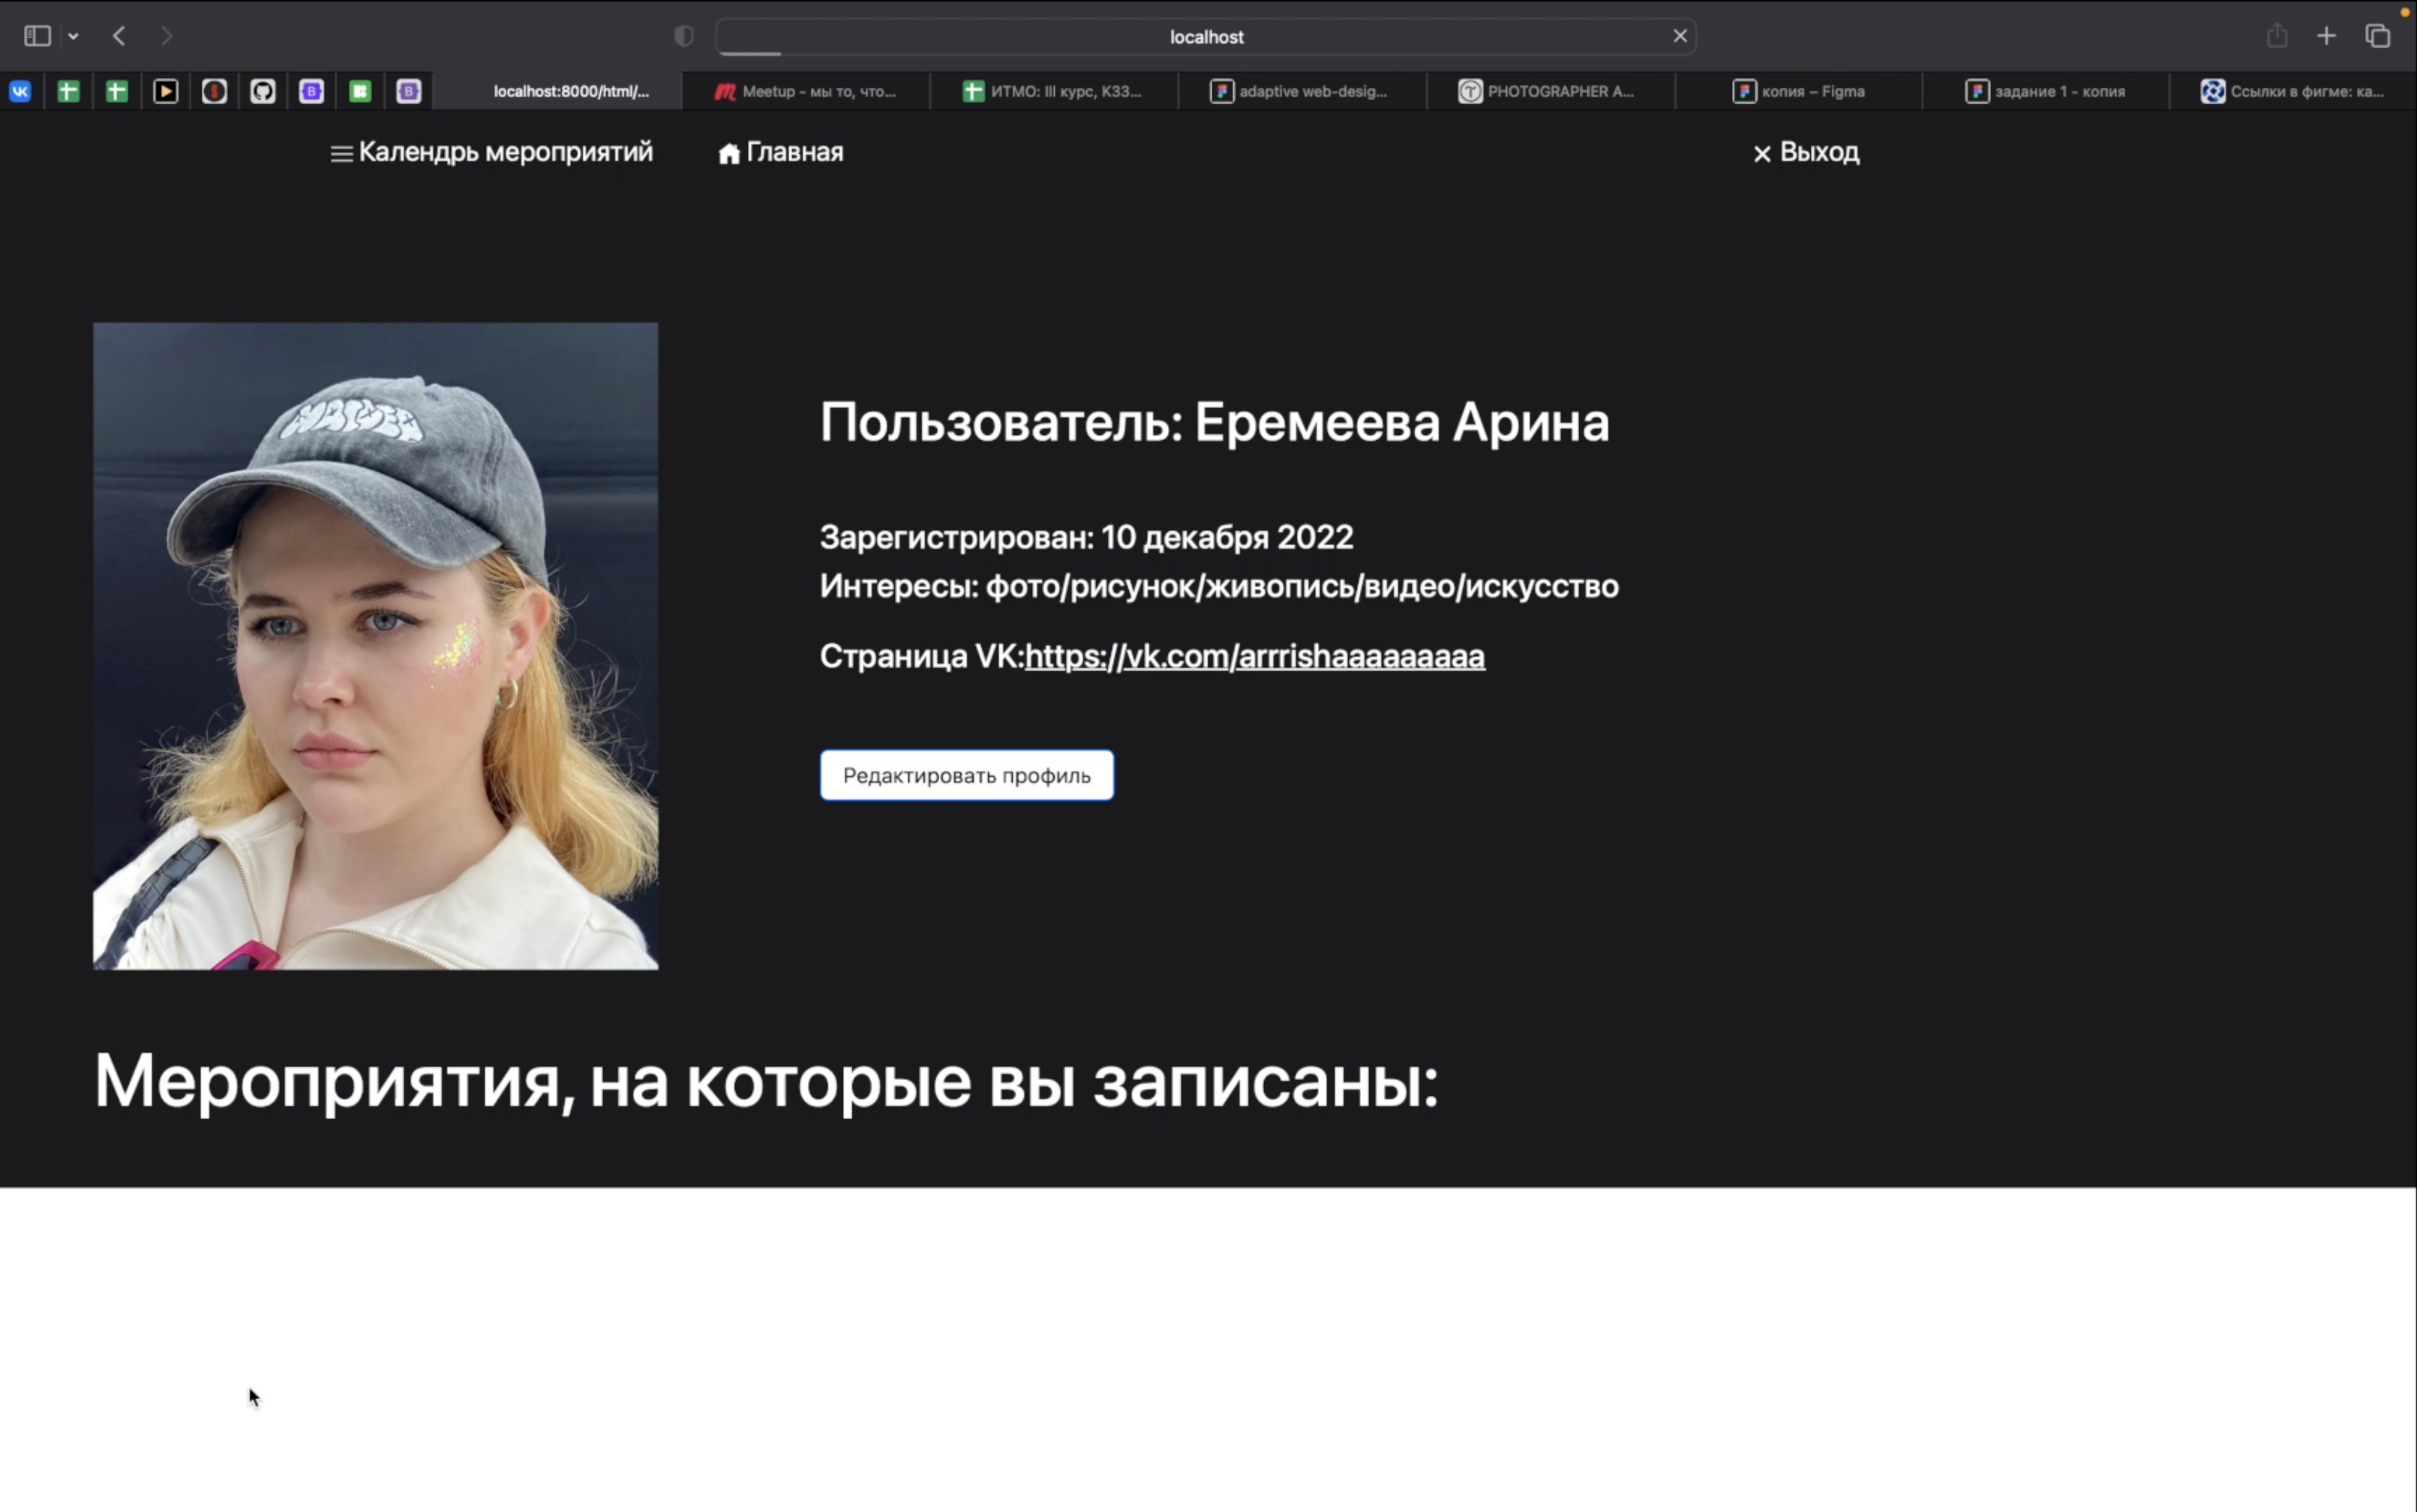 localhost
localhost:8000/html/...
Meetup - мы то, что...
ИТМО: III курс, К33...
adaptive web-desig...
PHOTOGRAPHER A...
копия – Figma
задание 1 - копия
Ссылки в фигме: ка...
Календрь мероприятий
Главная
Выход
Пользователь: Еремеева Арина
Зарегистрирован: 10 декабря 2022
Интересы: фото/рисунок/живопись/видео/искусство
Страница VK:https://vk.com/arrrishaaaaaaaaa
Редактировать профиль
Мероприятия, на которые вы записаны: